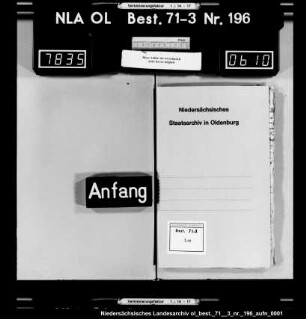 NLA OL Best. 71-3 Nr. 196
7835
0610
Niedersächsisches
Staatsarchiv in Oldenburg
Anfang
Best. 71-3
Niedersächsisches Landesarchiv ol_best._71__3_nr._196_aufn_0001